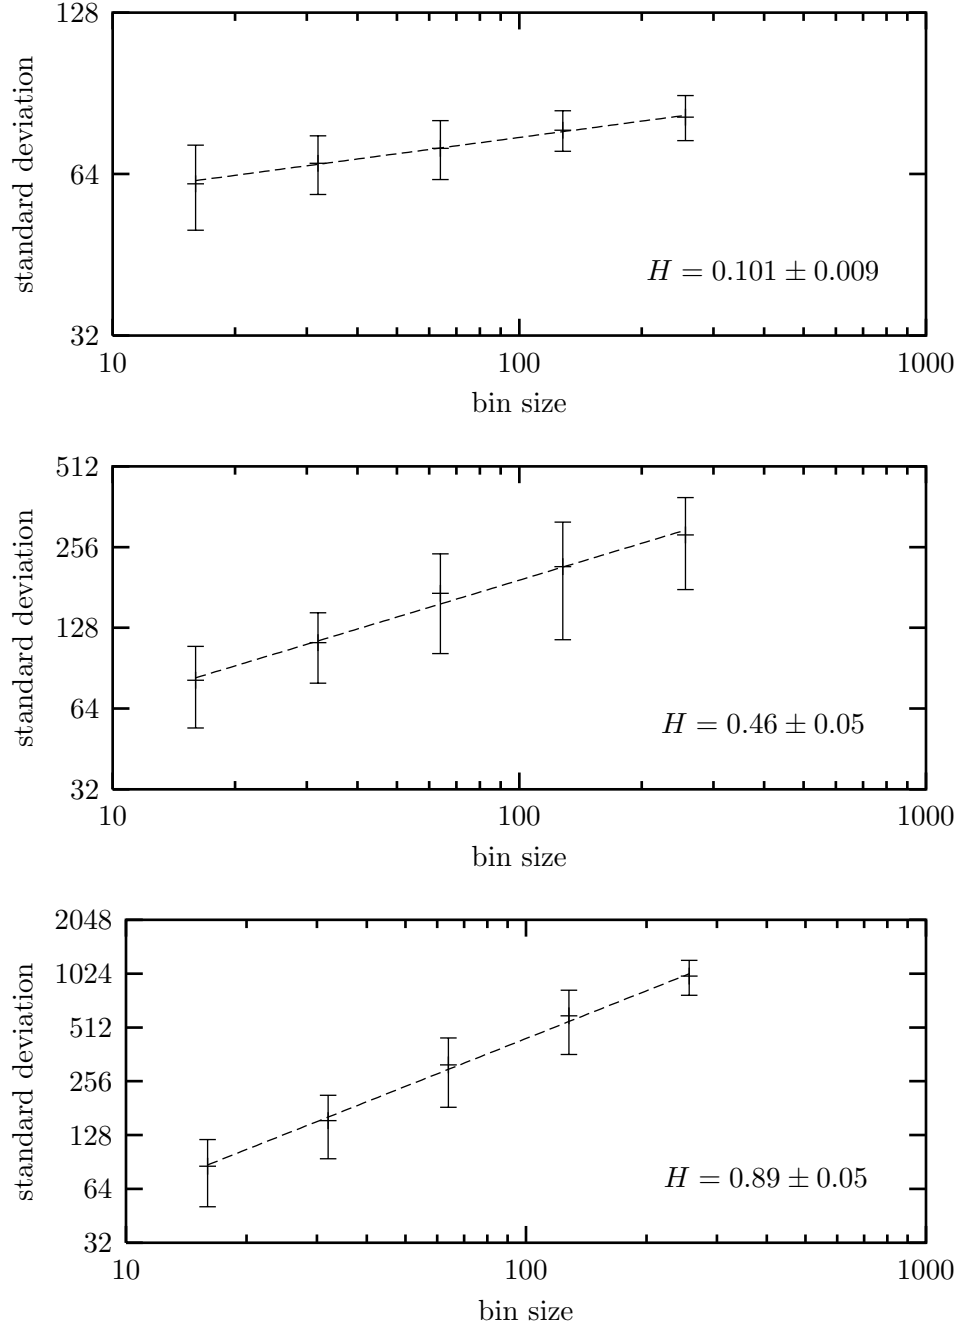 128
64
32
standard deviation
10 100 1000
bin size
H = 0.101 ± 0.009
512
256
128
64
32
standard deviation
10 100 1000
bin size
H = 0.46 ± 0.05
2048
1024
512
256
128
64
32
standard deviation
10 100 1000
bin size
H = 0.89 ± 0.05